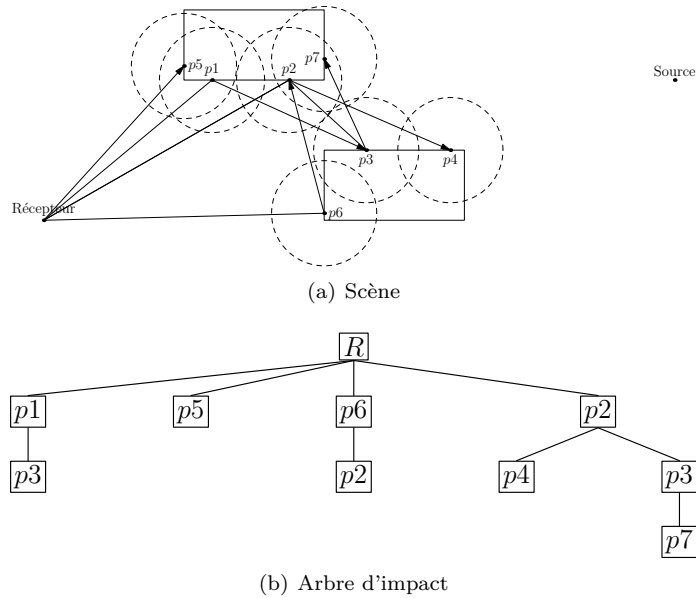 p5
p1
p2
p7
Source
p3
p4
Récepteur
p6
(a) Scène
R
p1
p5
p6
p2
p3
p2
p4
p3
p7
(b) Arbre d'impact